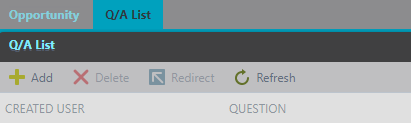 Opportunity Q/A List
Q/A List
Add Delete Redirect Refresh
CREATED USER QUESTION